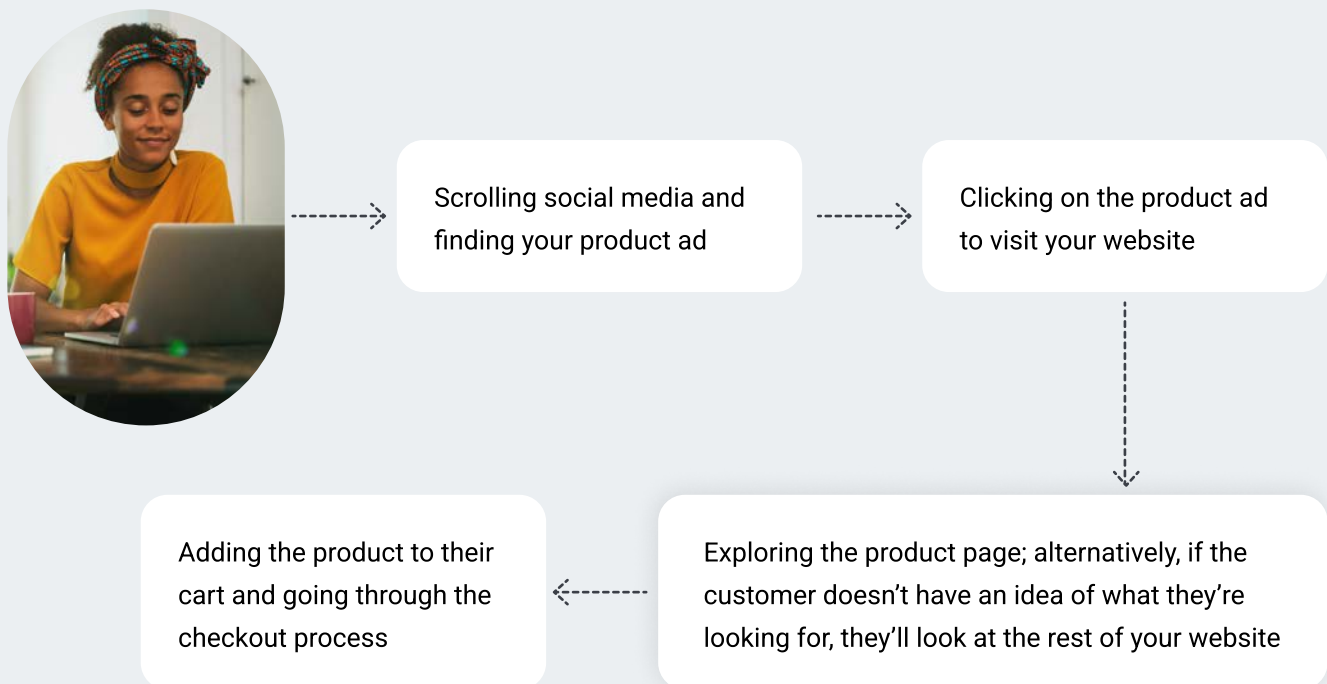 Scrolling social media and
finding your product ad
Clicking on the product ad
to visit your website
Exploring the product page; alternatively, if the
customer doesn’t have an idea of what they’re
looking for, they’ll look at the rest of your website
Adding the product to their
cart and going through the
checkout process